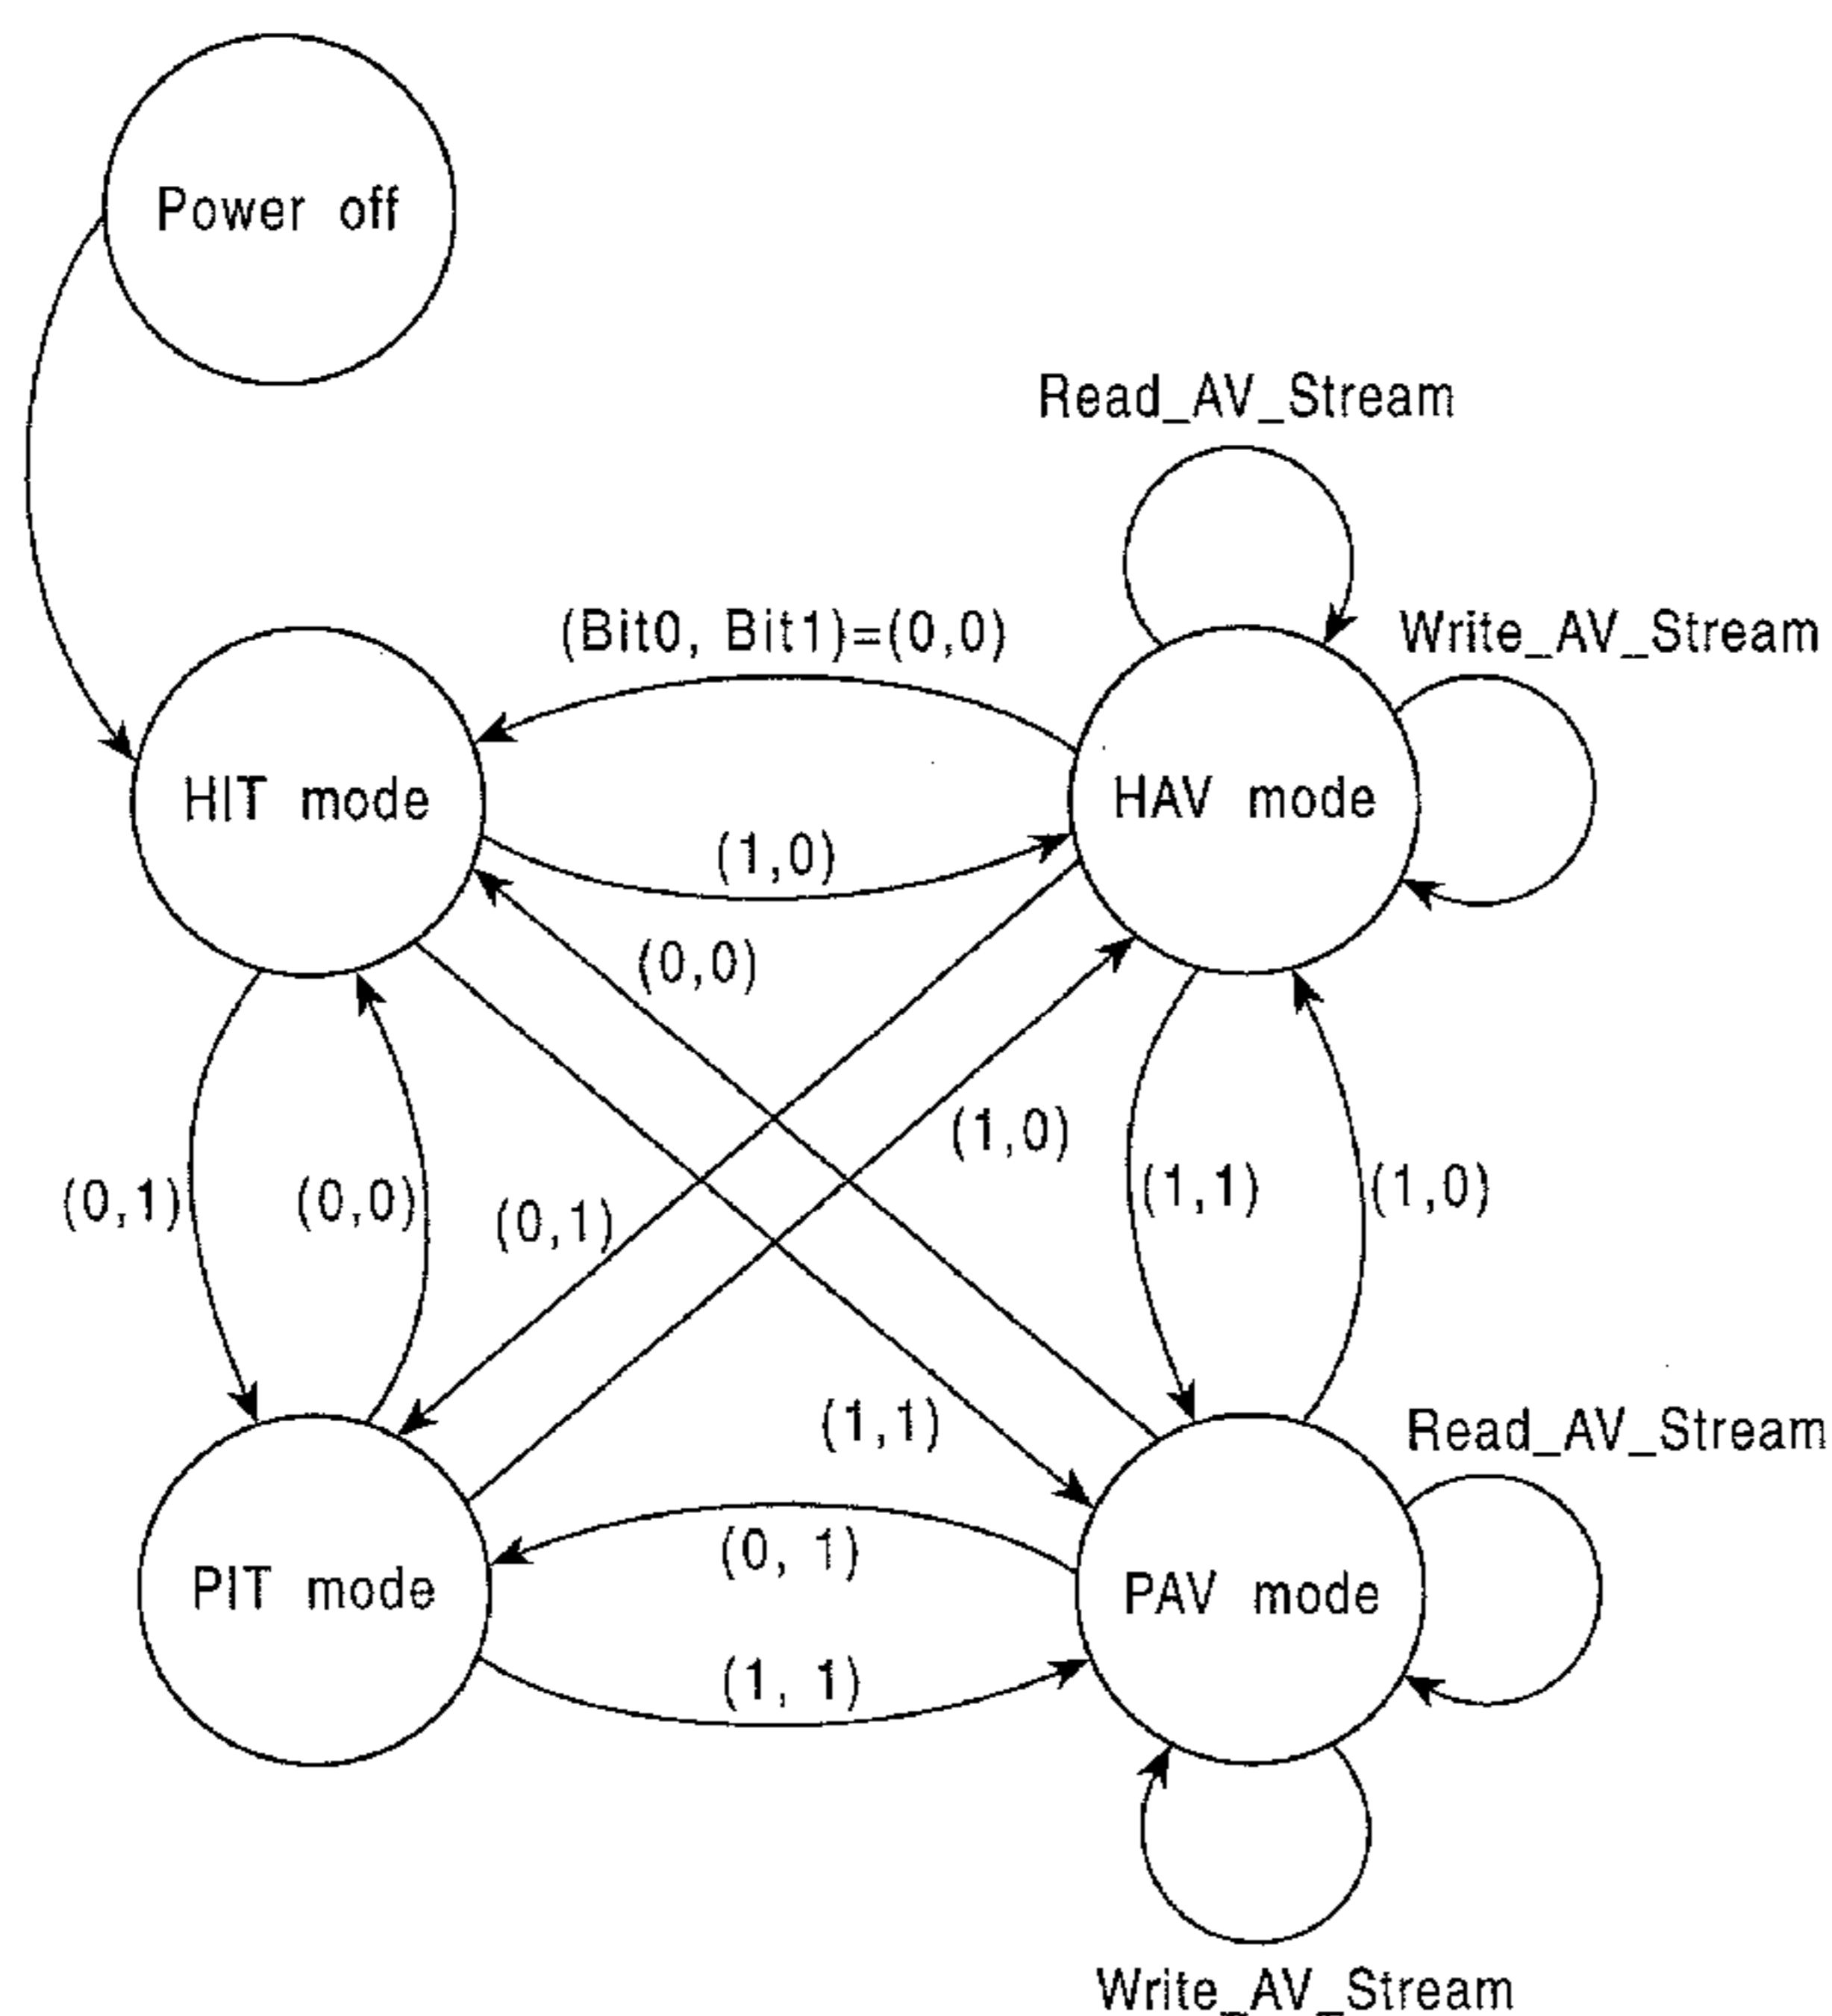 Power off
Read_AV_Stream
(Bit0, Bit1)=(0,0)
Write_AV_Stream
HIT mode
HAV mode
(1,0)
(0,0)
(1,0)
(0,1)
(0,0)
(0,1)
(1,1)
(1,0)
(1,1)
Read_AV_Stream
(0, 1)
PIT mode
PAV mode
(1, 1)
Write_AV_Stream